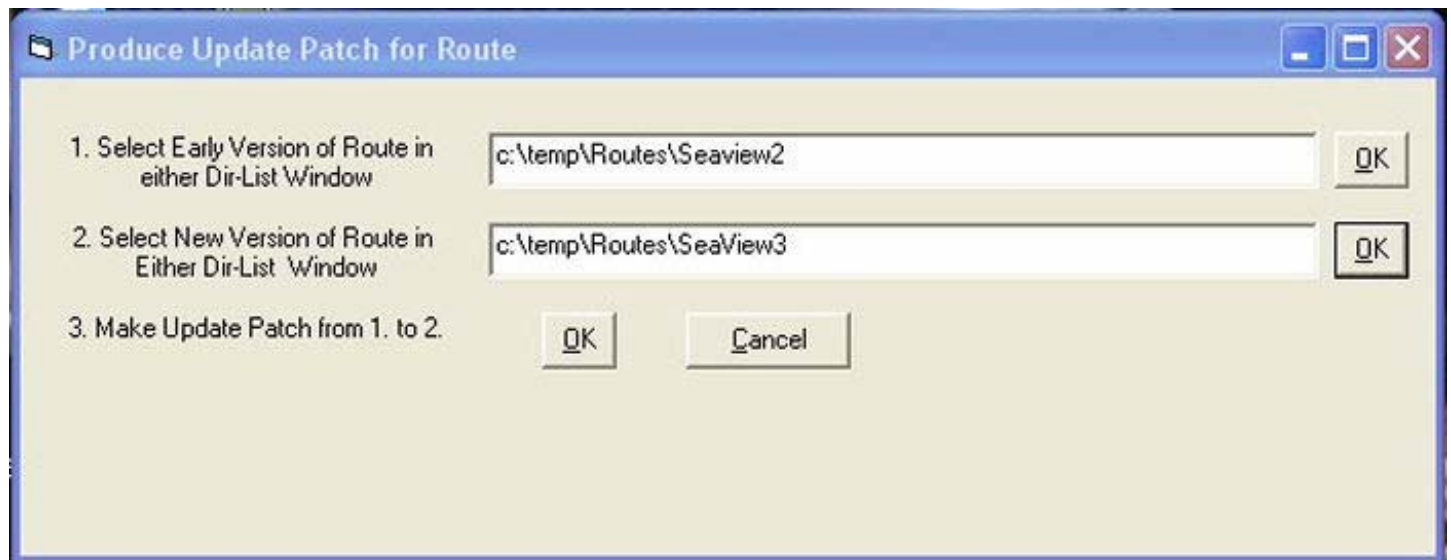 Produce Update Patch for Route
1. Select Early Version of Route in
either Dir-List Window
c:\temp\Routes\Seaview2
OK
2. Select New Version of Route in
Either Dir-List  Window
c:\temp\Routes\SeaView3
OK
3. Make Update Patch from 1. to 2.
OK
Cancel